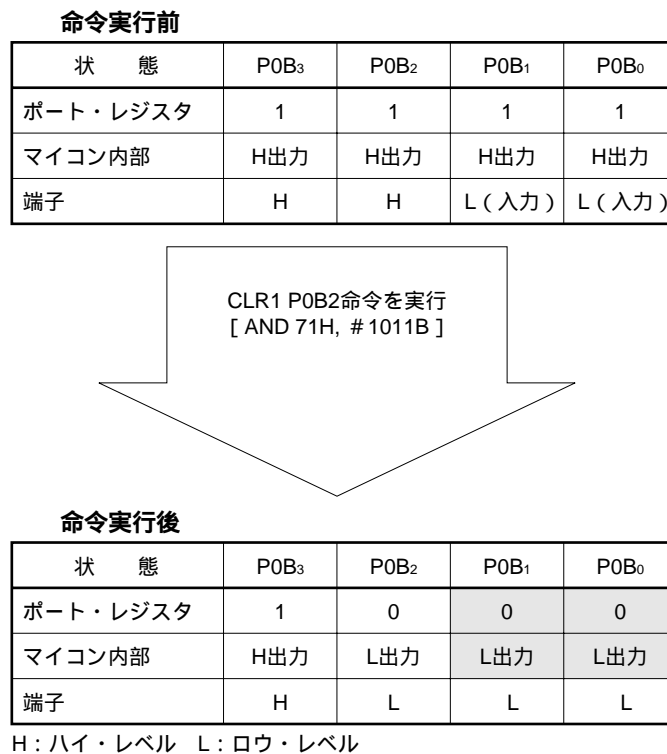 命令実行前
状　態 P0B3 P0B2 P0B1 P0B0
ポート・レジスタ 1 1 1 1
マイコン内部 H出力 H出力 H出力 H出力
端子 H H L（入力） L（入力）
CLR1 P0B2命令を実行
[ AND 71H, #1011B ]
命令実行後
状　態 P0B3 P0B2 P0B1 P0B0
ポート・レジスタ 1 0 0 0
マイコン内部 H出力 L出力 L出力 L出力
端子 H L L L
H：ハイ・レベル　L：ロウ・レベル